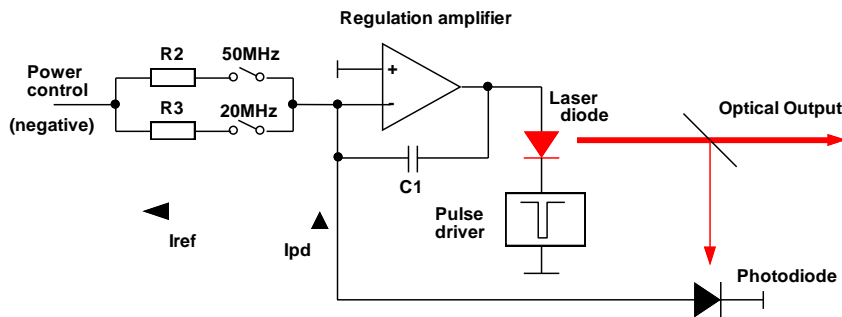 Regulation amplifier
R2
50MHz
Power
control
(negative)
R3
20MHz
+
-
Laser
diode
Optical Output
C1
Iref
Ipd
Pulse
driver
Photodiode